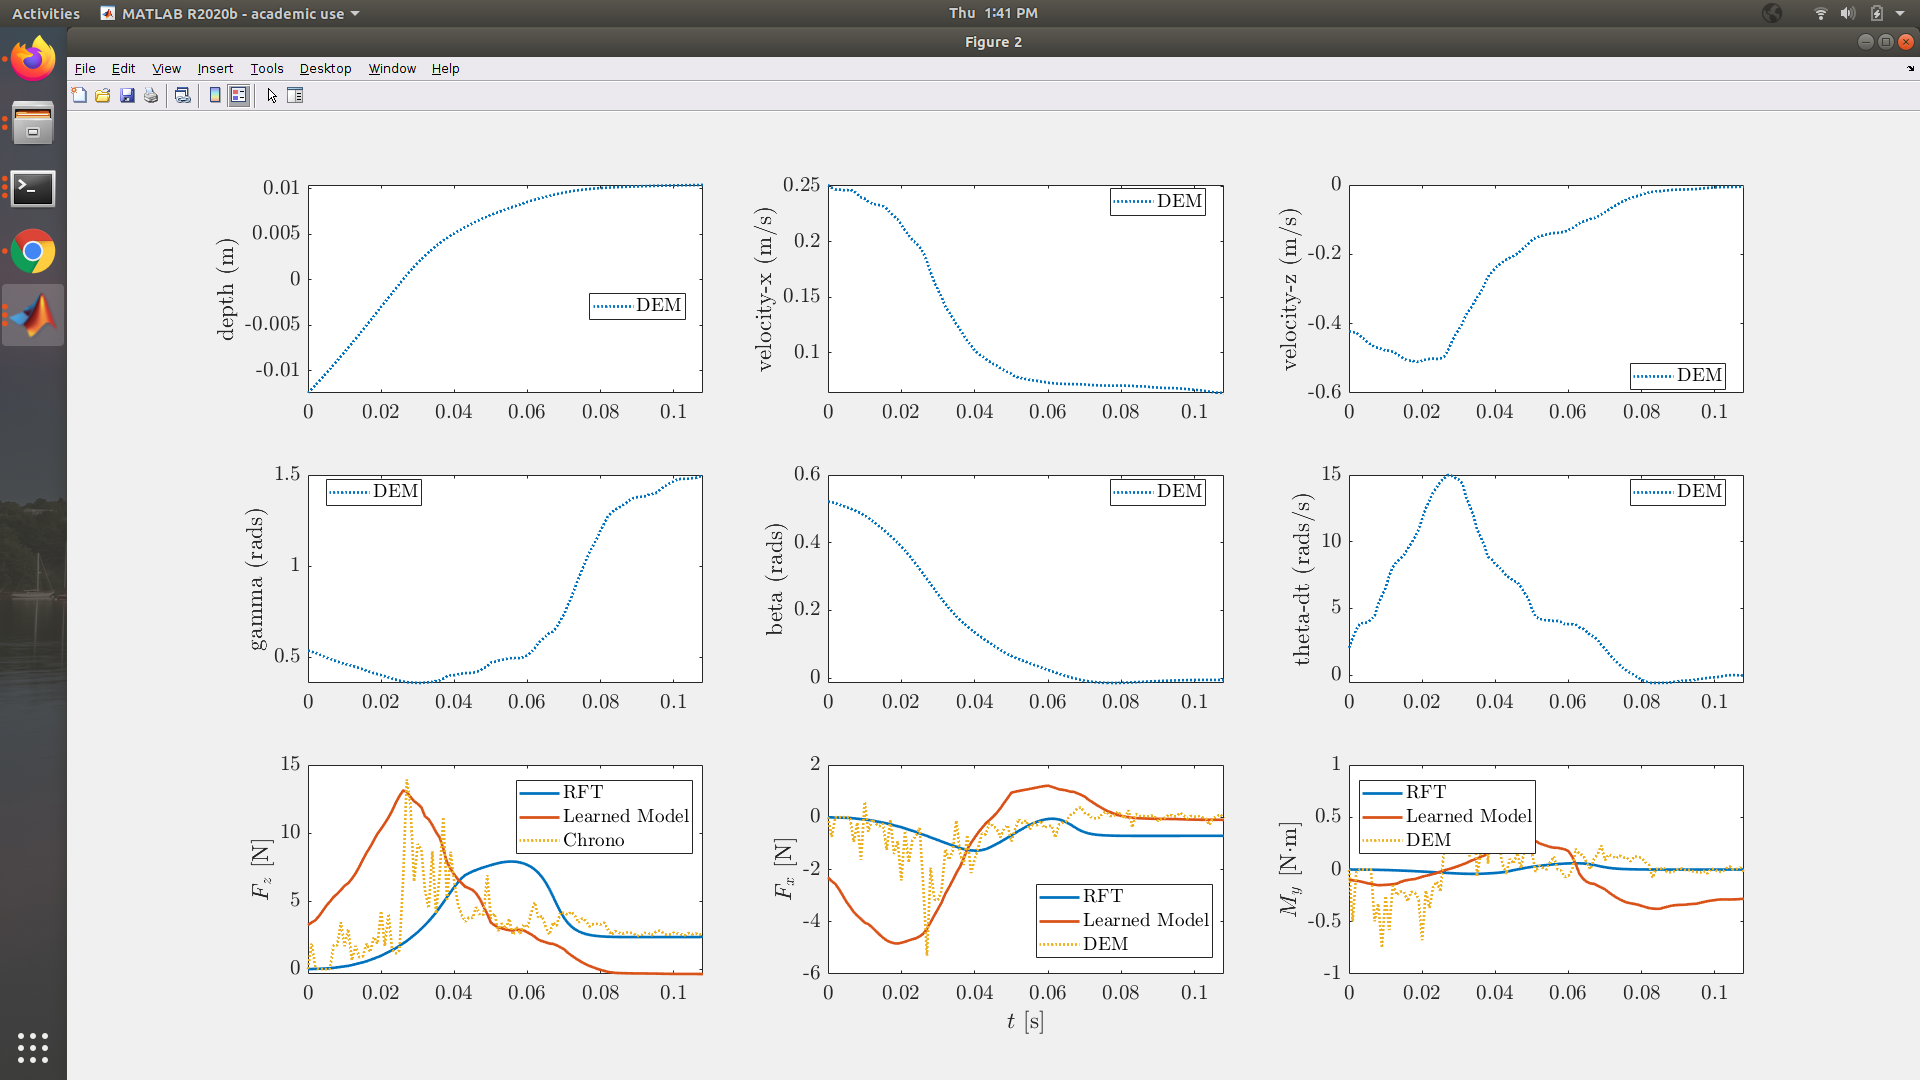 Activities MATLAB R2020b - academic use Thu 1:41 PM
Figure 2
File Edit View Insert Tools Desktop Window Help
depth (m)
0.01
0.005
0
-0.005
-0.01
DEM
0 0.02 0.04 0.06 0.08 0.1
velocity-x (m/s)
0.25
0.2
0.15
0.1
DEM
0 0.02 0.04 0.06 0.08 0.1
velocity-z (m/s)
0
-0.2
-0.4
-0.6
DEM
0 0.02 0.04 0.06 0.08 0.1
gamma (rads)
1.5
1
0.5
DEM
0 0.02 0.04 0.06 0.08 0.1
beta (rads)
0.6
0.4
0.2
0
DEM
0 0.02 0.04 0.06 0.08 0.1
theta-dt (rads/s)
15
10
5
0
DEM
0 0.02 0.04 0.06 0.08 0.1
F_z [N]
15
10
5
0
RFT
Learned Model
Chrono
0 0.02 0.04 0.06 0.08 0.1
F_x [N]
2
0
-2
-4
-6
RFT
Learned Model
DEM
0 0.02 0.04 0.06 0.08 0.1
t [s]
M_y [N·m]
1
0.5
0
-0.5
-1
RFT
Learned Model
DEM
0 0.02 0.04 0.06 0.08 0.1